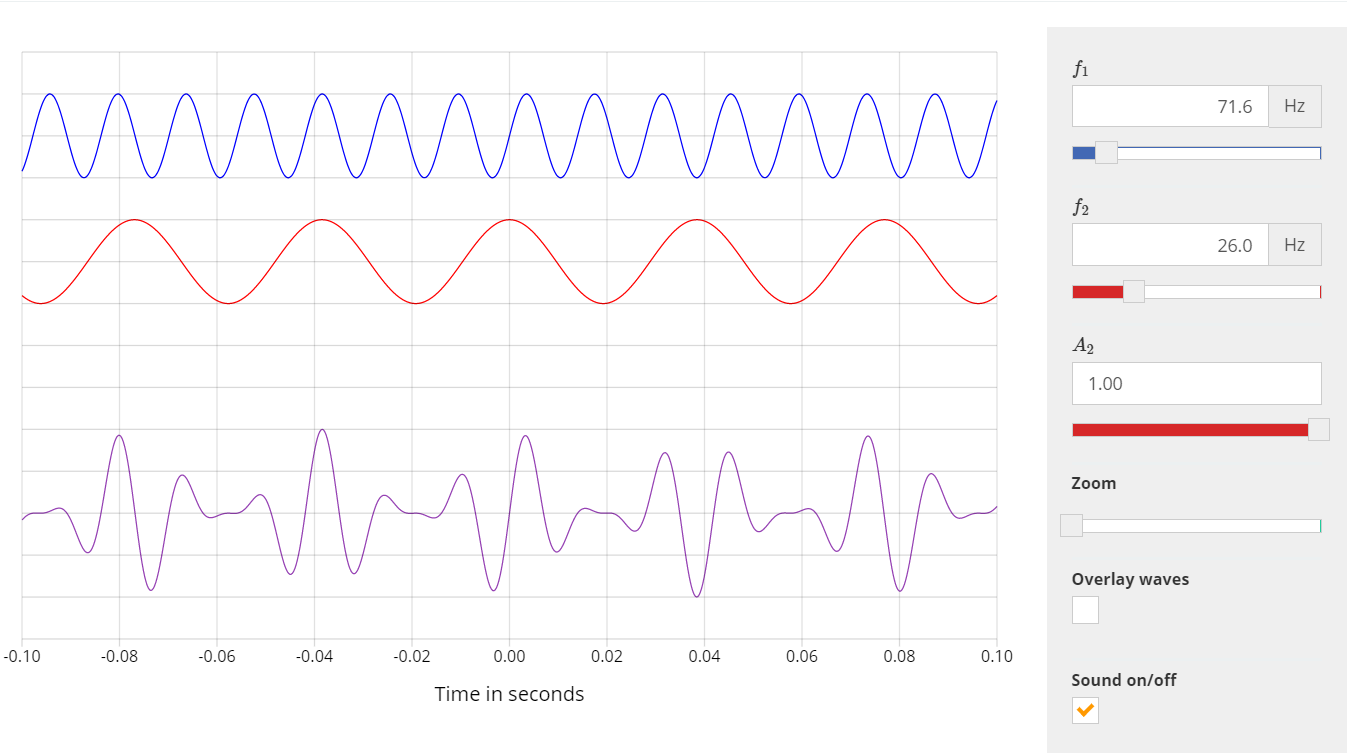 f1
71.6 Hz
f2
26.0 Hz
A2
1.00
Zoom
Overlay waves
Sound on/off
-0.10 -0.08 -0.06 -0.04 -0.02 0.00 0.02 0.04 0.06 0.08 0.10
Time in seconds